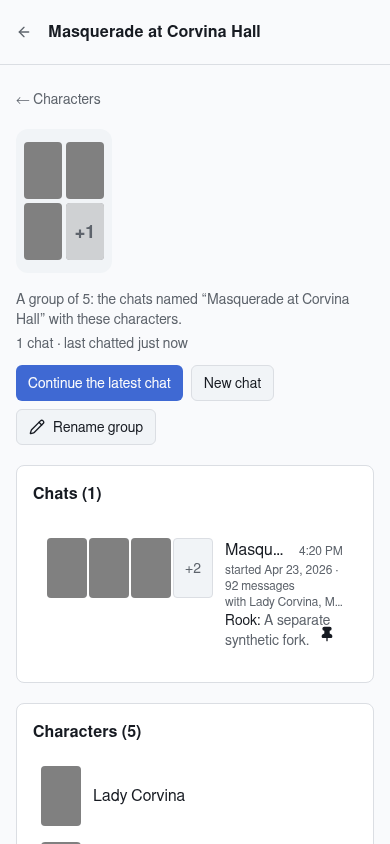 Masquerade at Corvina Hall
← Characters
+1
A group of 5: the chats named “Masquerade at Corvina
Hall” with these characters.
1 chat · last chatted just now
Continue the latest chat
New chat
Rename group
Chats (1)
+2
Masqu... 4:20 PM
started Apr 23, 2026 ·
92 messages
with Lady Corvina, M...
Rook: A separate
synthetic fork.
Characters (5)
Lady Corvina